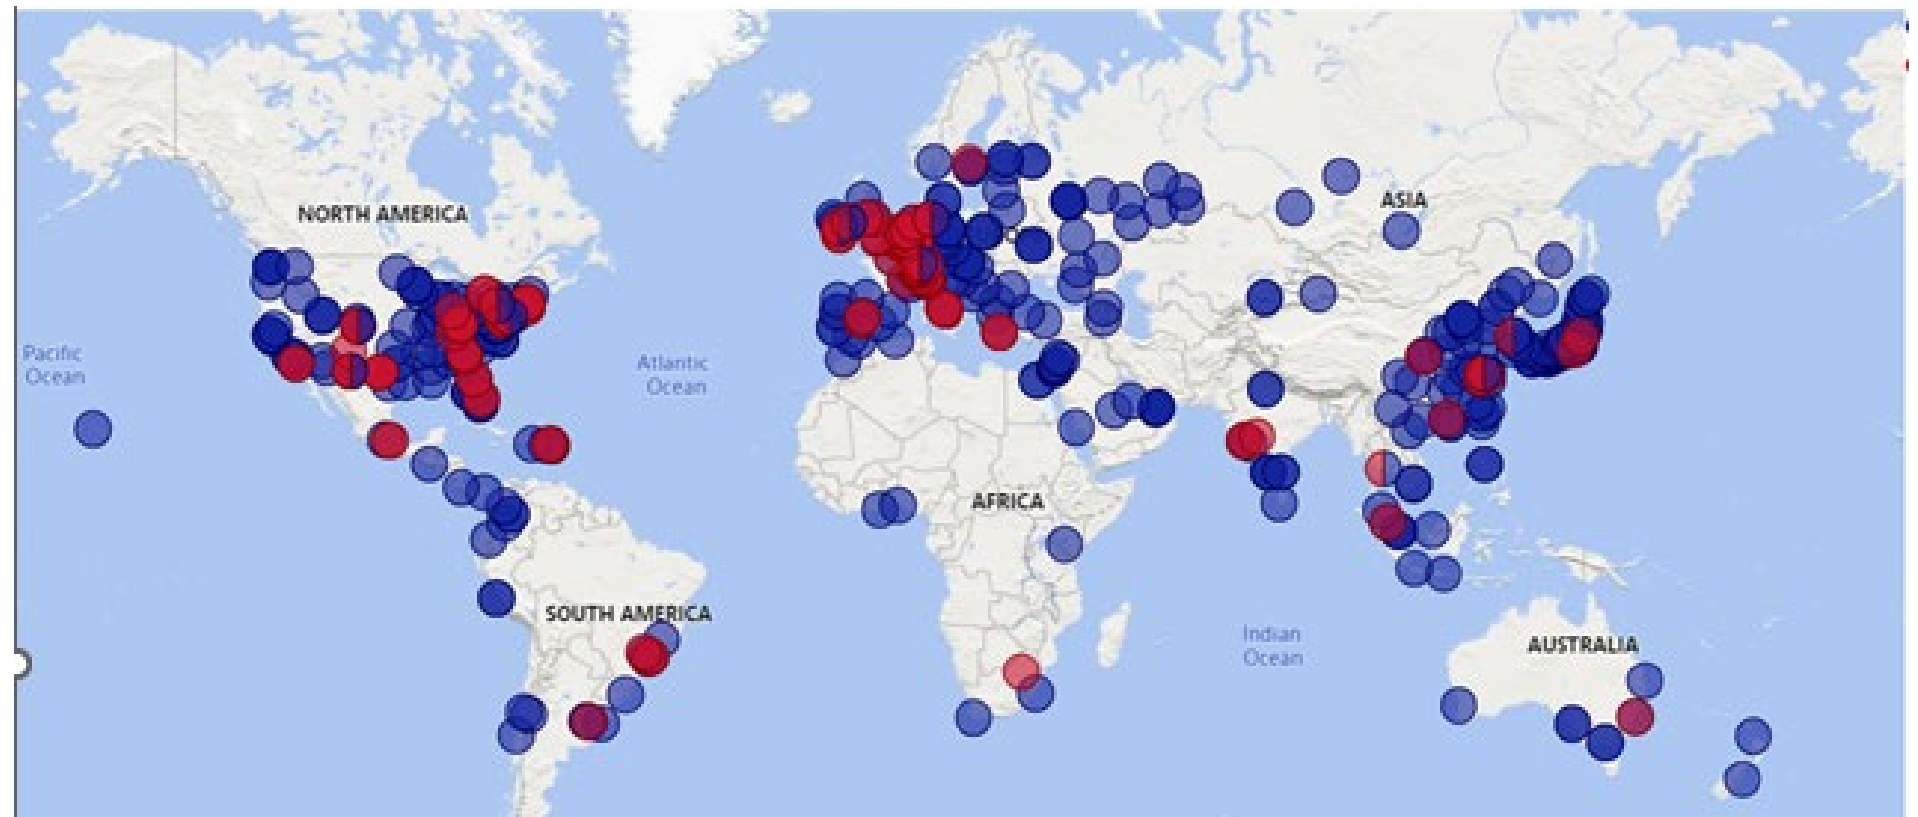 NORTH AMERICA
ASIA
Pacific
Ocean
Atlantic
Ocean
AFRICA
SOUTH AMERICA
Indian
Ocean
AUSTRALIA